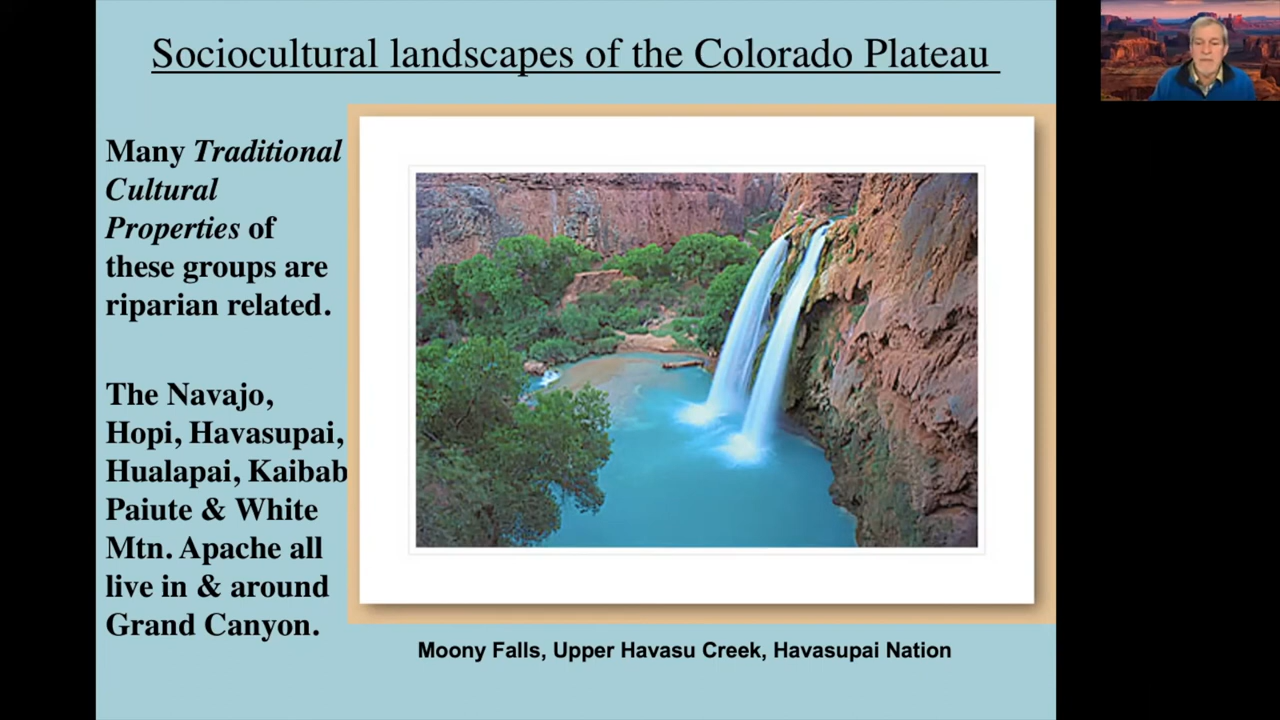 Sociocultural landscapes of the Colorado Plateau
Many Traditional
Cultural
Properties of
these groups are
riparian related.
The Navajo,
Hopi, Havasupai,
Hualapai, Kaibab
Paiute & White
Mtn. Apache all
live in & around
Grand Canyon.
Moony Falls, Upper Havasu Creek, Havasupai Nation